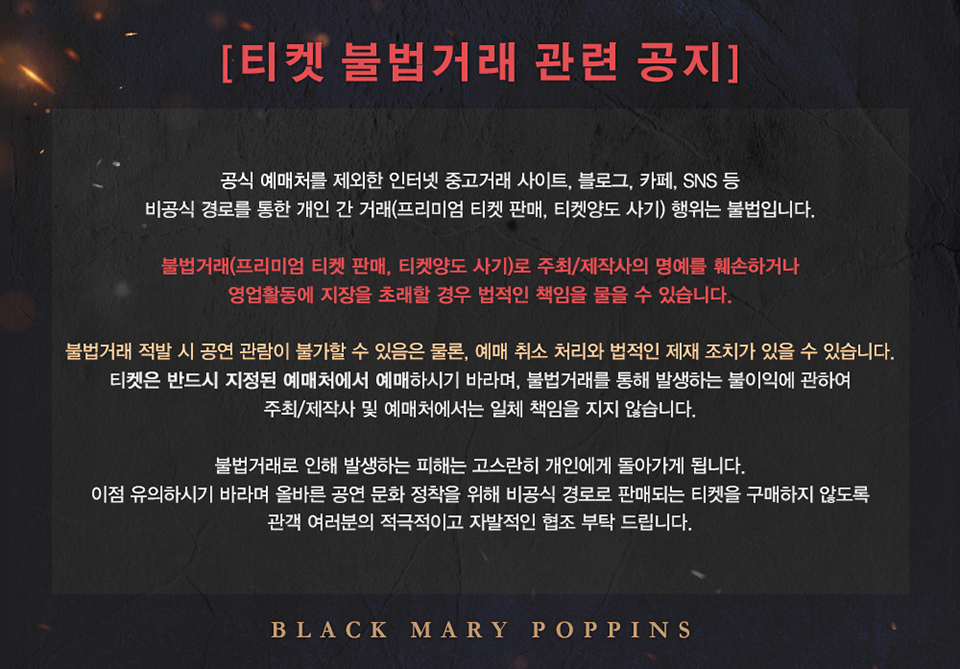 [티켓 불법거래 관련 공지]
공식 예매처를 제외한 인터넷 중고거래 사이트, 블로그, 카페, SNS 등
비공식 경로를 통한 개인 간 거래(프리미엄 티켓 판매, 티켓양도 사기) 행위는 불법입니다.
불법거래(프리미엄 티켓 판매, 티켓양도 사기)로 주최/제작사의 명예를 훼손하거나
영업활동에 지장을 초래할 경우 법적인 책임을 물을 수 있습니다.
불법거래 적발 시 공연 관람이 불가할 수 있음은 물론, 예매 취소 처리와 법적인 제재 조치가 있을 수 있습니다.
티켓은 반드시 지정된 예매처에서 예매하시기 바라며, 불법거래를 통해 발생하는 불이익에 관하여
주최/제작사 및 예매처에서는 일체 책임을 지지 않습니다.
불법거래로 인해 발생하는 피해는 고스란히 개인에게 돌아가게 됩니다.
이점 유의하시기 바라며 올바른 공연 문화 정착을 위해 비공식 경로로 판매되는 티켓을 구매하지 않도록
관객 여러분의 적극적이고 자발적인 협조 부탁 드립니다.
BLACK MARY POPPINS